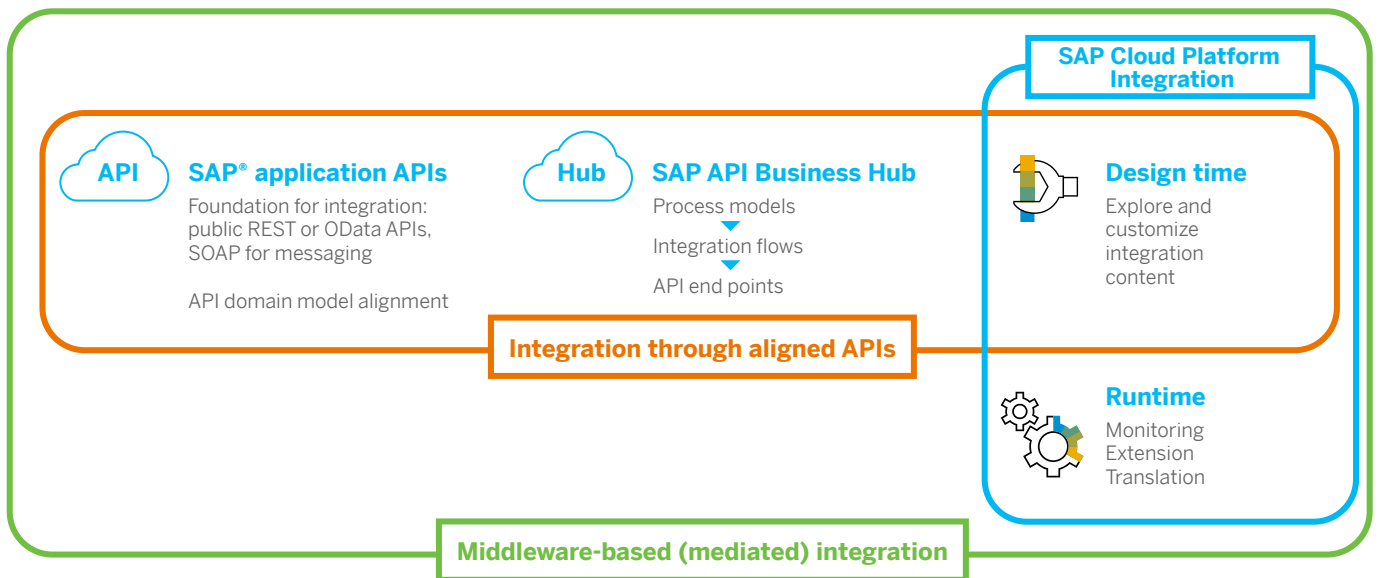 SAP Cloud Platform
Integration
API
SAP® application APIs
Foundation for integration:
public REST or OData APIs,
SOAP for messaging
API domain model alignment
Hub
SAP API Business Hub
Process models
Integration flows
API end points
Design time
Explore and
customize
integration
content
Integration through aligned APIs
Runtime
Monitoring
Extension
Translation
Middleware-based (mediated) integration